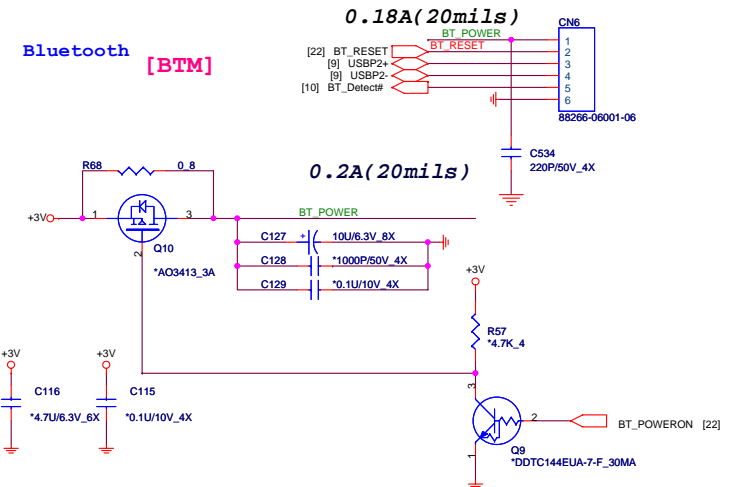 0.18A(20mils)
CN6
Bluetooth
[BTM]
BT_POWER
BT_RESET
[22] BT_RESET
[9] USBP2+
[9] USBP2-
[10] BT_Detect#
1
2
3
4
5
6
88266-06001-06
C534
220P/50V_4X
R68
0_8
0.2A(20mils)
+3V
1
3
BT_POWER
Q10
2
*AO3413_3A
C127
+
10U/6.3V_8X
C128
*1000P/50V_4X
C129
*0.1U/10V_4X
+3V
R57
*4.7K_4
+3V
+3V
C116
*4.7U/6.3V_6X
C115
*0.1U/10V_4X
3
2
BT_POWERON [22]
1
Q9
*DDTC144EUA-7-F_30MA